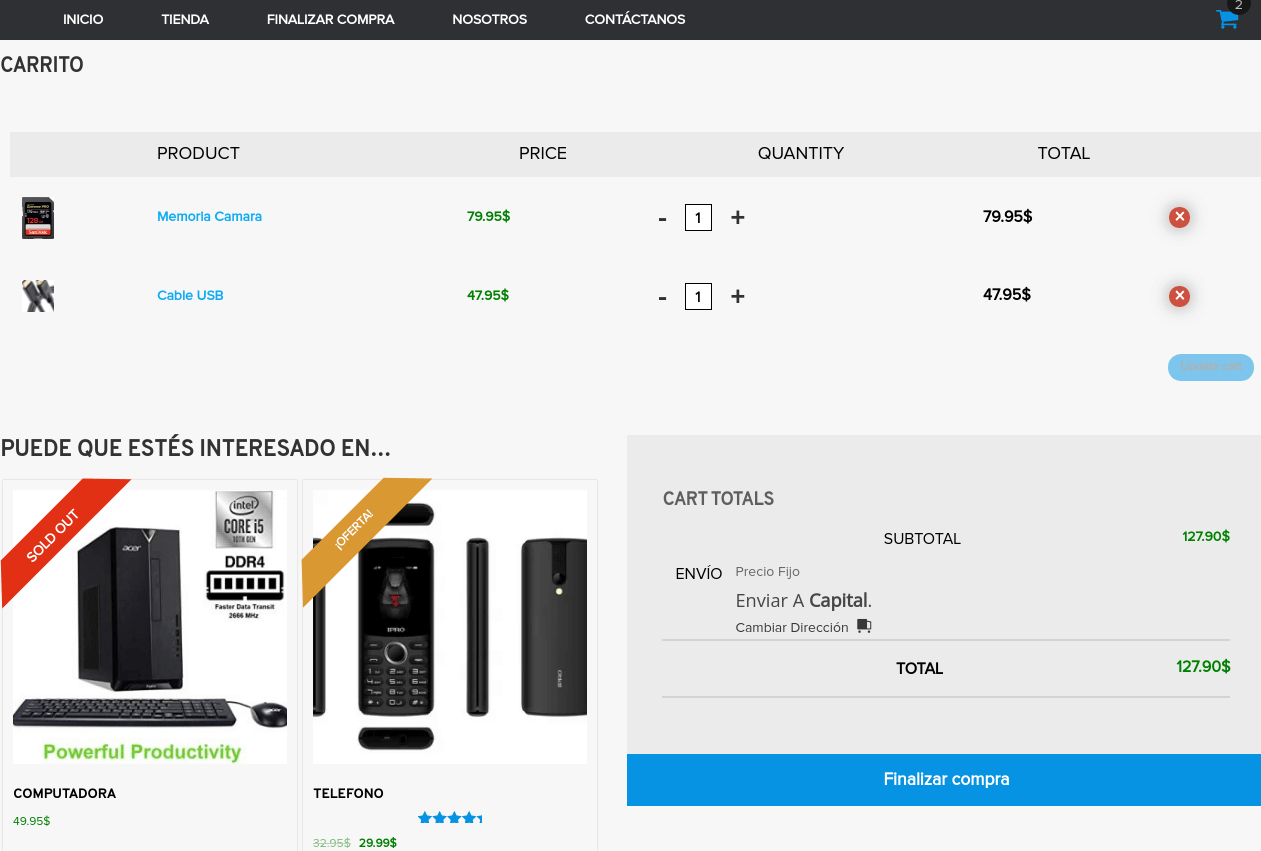 INICIO TIENDA FINALIZAR COMPRA NOSOTROS CONTÁCTANOS 2
CARRITO
PRODUCT PRICE QUANTITY TOTAL
Memoria Camara 79.95$ - 1 + 79.95$ ×
Cable USB 47.95$ - 1 + 47.95$ ×
PUEDE QUE ESTÉS INTERESADO EN…
SOLD OUT
intel
CORE i5
10TH GEN
DDR4
Faster Data Transit
2666 MHz
acer
Powerful Productivity
COMPUTADORA
49.95$
¡OFERTA!
IPRO
IPRO
TELEFONO
32.95$ 29.99$
CART TOTALS
SUBTOTAL 127.90$
ENVÍO Precio Fijo
Enviar A Capital.
Cambiar Dirección
TOTAL 127.90$
Finalizar compra